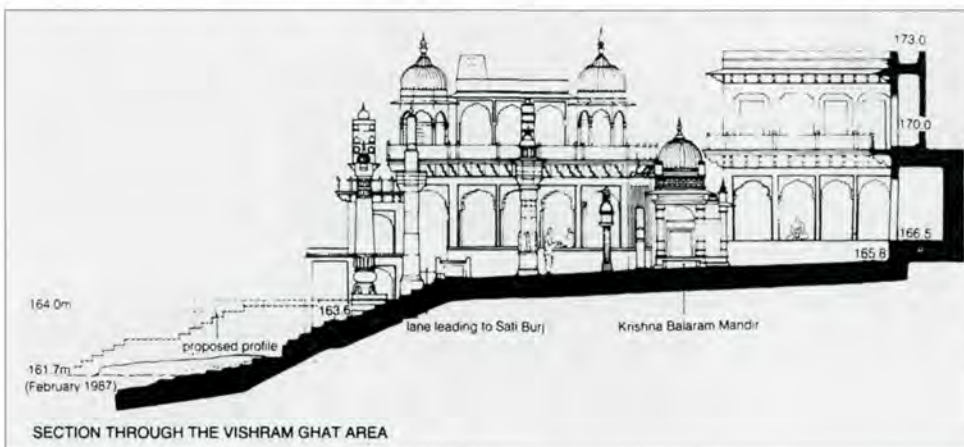 173.0
170.0
166.5
165.8
164.0m
163.6
lane leading to Sati Burj
Krishna Balaram Mandir
proposed profile
161.7m
(February 1987)
SECTION THROUGH THE VISHRAM GHAT AREA